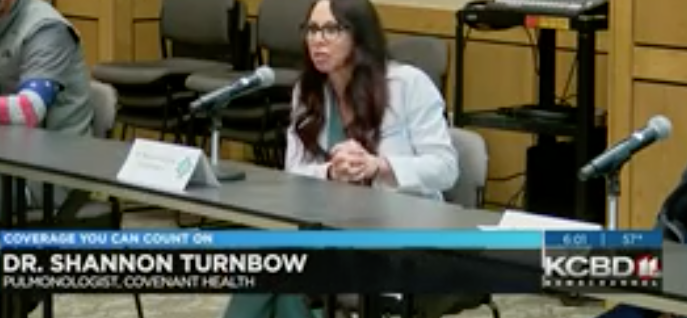 COVERAGE YOU CAN COUNT ON
6:01 57°
DR. SHANNON TURNBOW
PULMONOLOGIST, COVENANT HEALTH
KCBD 11